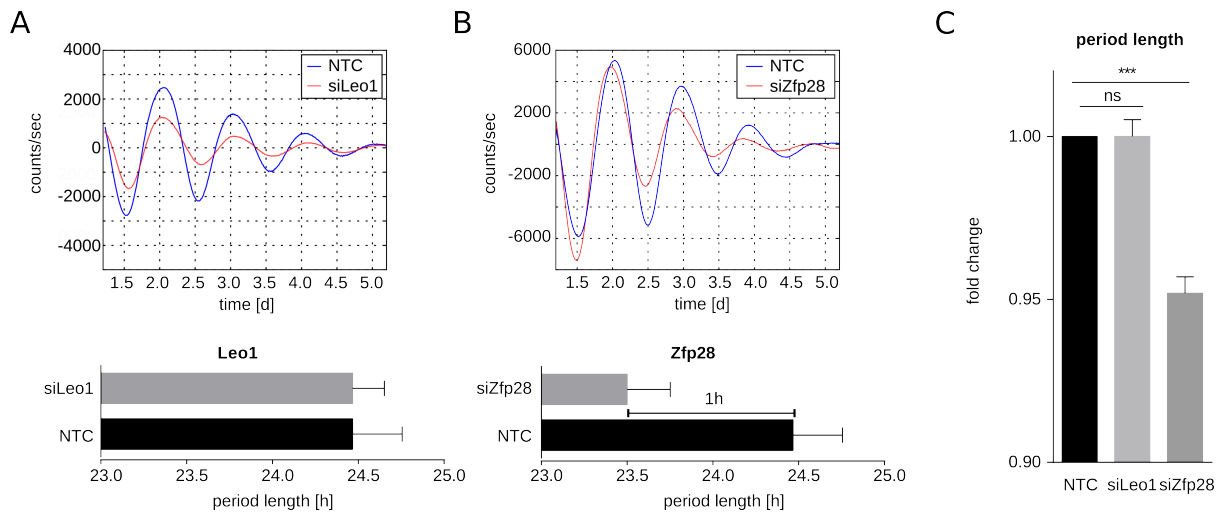 A
4000
2000
0
-2000
-4000
counts/sec
NTC
siLeo1
1.5 2.0 2.5 3.0 3.5 4.0 4.5 5.0
time [d]
Leo1
siLeo1
NTC
23.0 23.5 24.0 24.5 25.0
period length [h]
B
6000
2000
-2000
-6000
counts/sec
NTC
siZfp28
1.5 2.0 2.5 3.0 3.5 4.0 4.5 5.0
time [d]
Zfp28
siZfp28
1h
NTC
23.0 23.5 24.0 24.5 25.0
period length [h]
C
period length
***
ns
1.00
0.95
0.90
fold change
NTC siLeo1 siZfp28